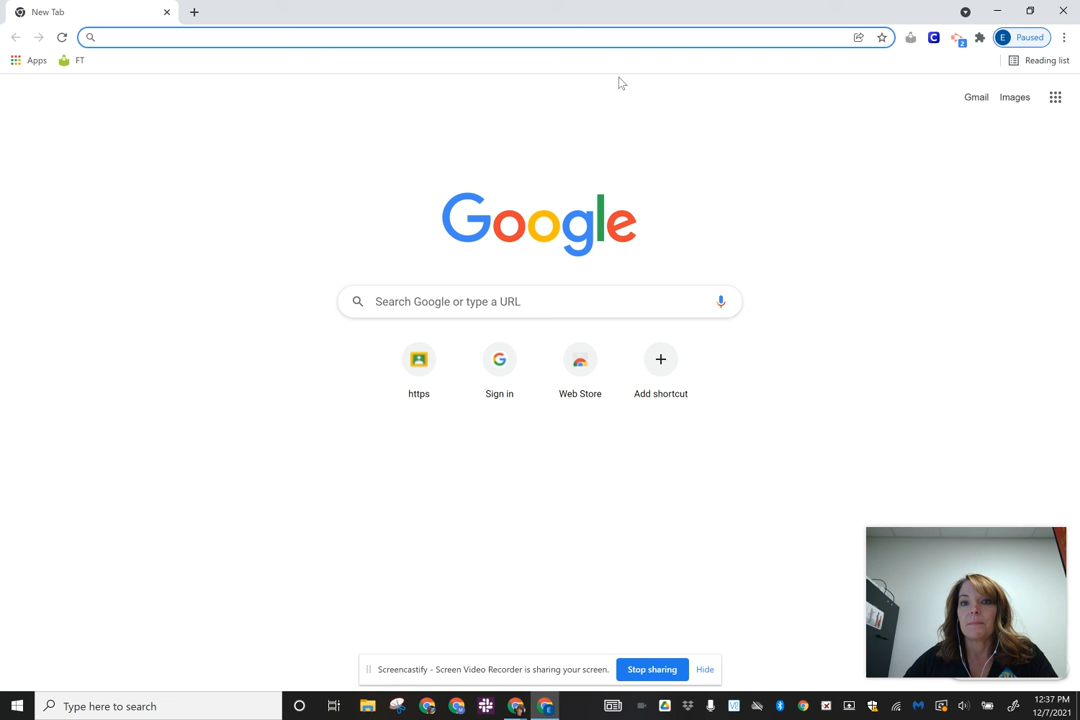 New Tab
E Paused
Apps FT Reading list
Gmail Images
Google
Search Google or type a URL
https Sign in Web Store Add shortcut
Screencastify - Screen Video Recorder is sharing your screen. Stop sharing Hide
Type here to search
12:37 PM
12/7/2021